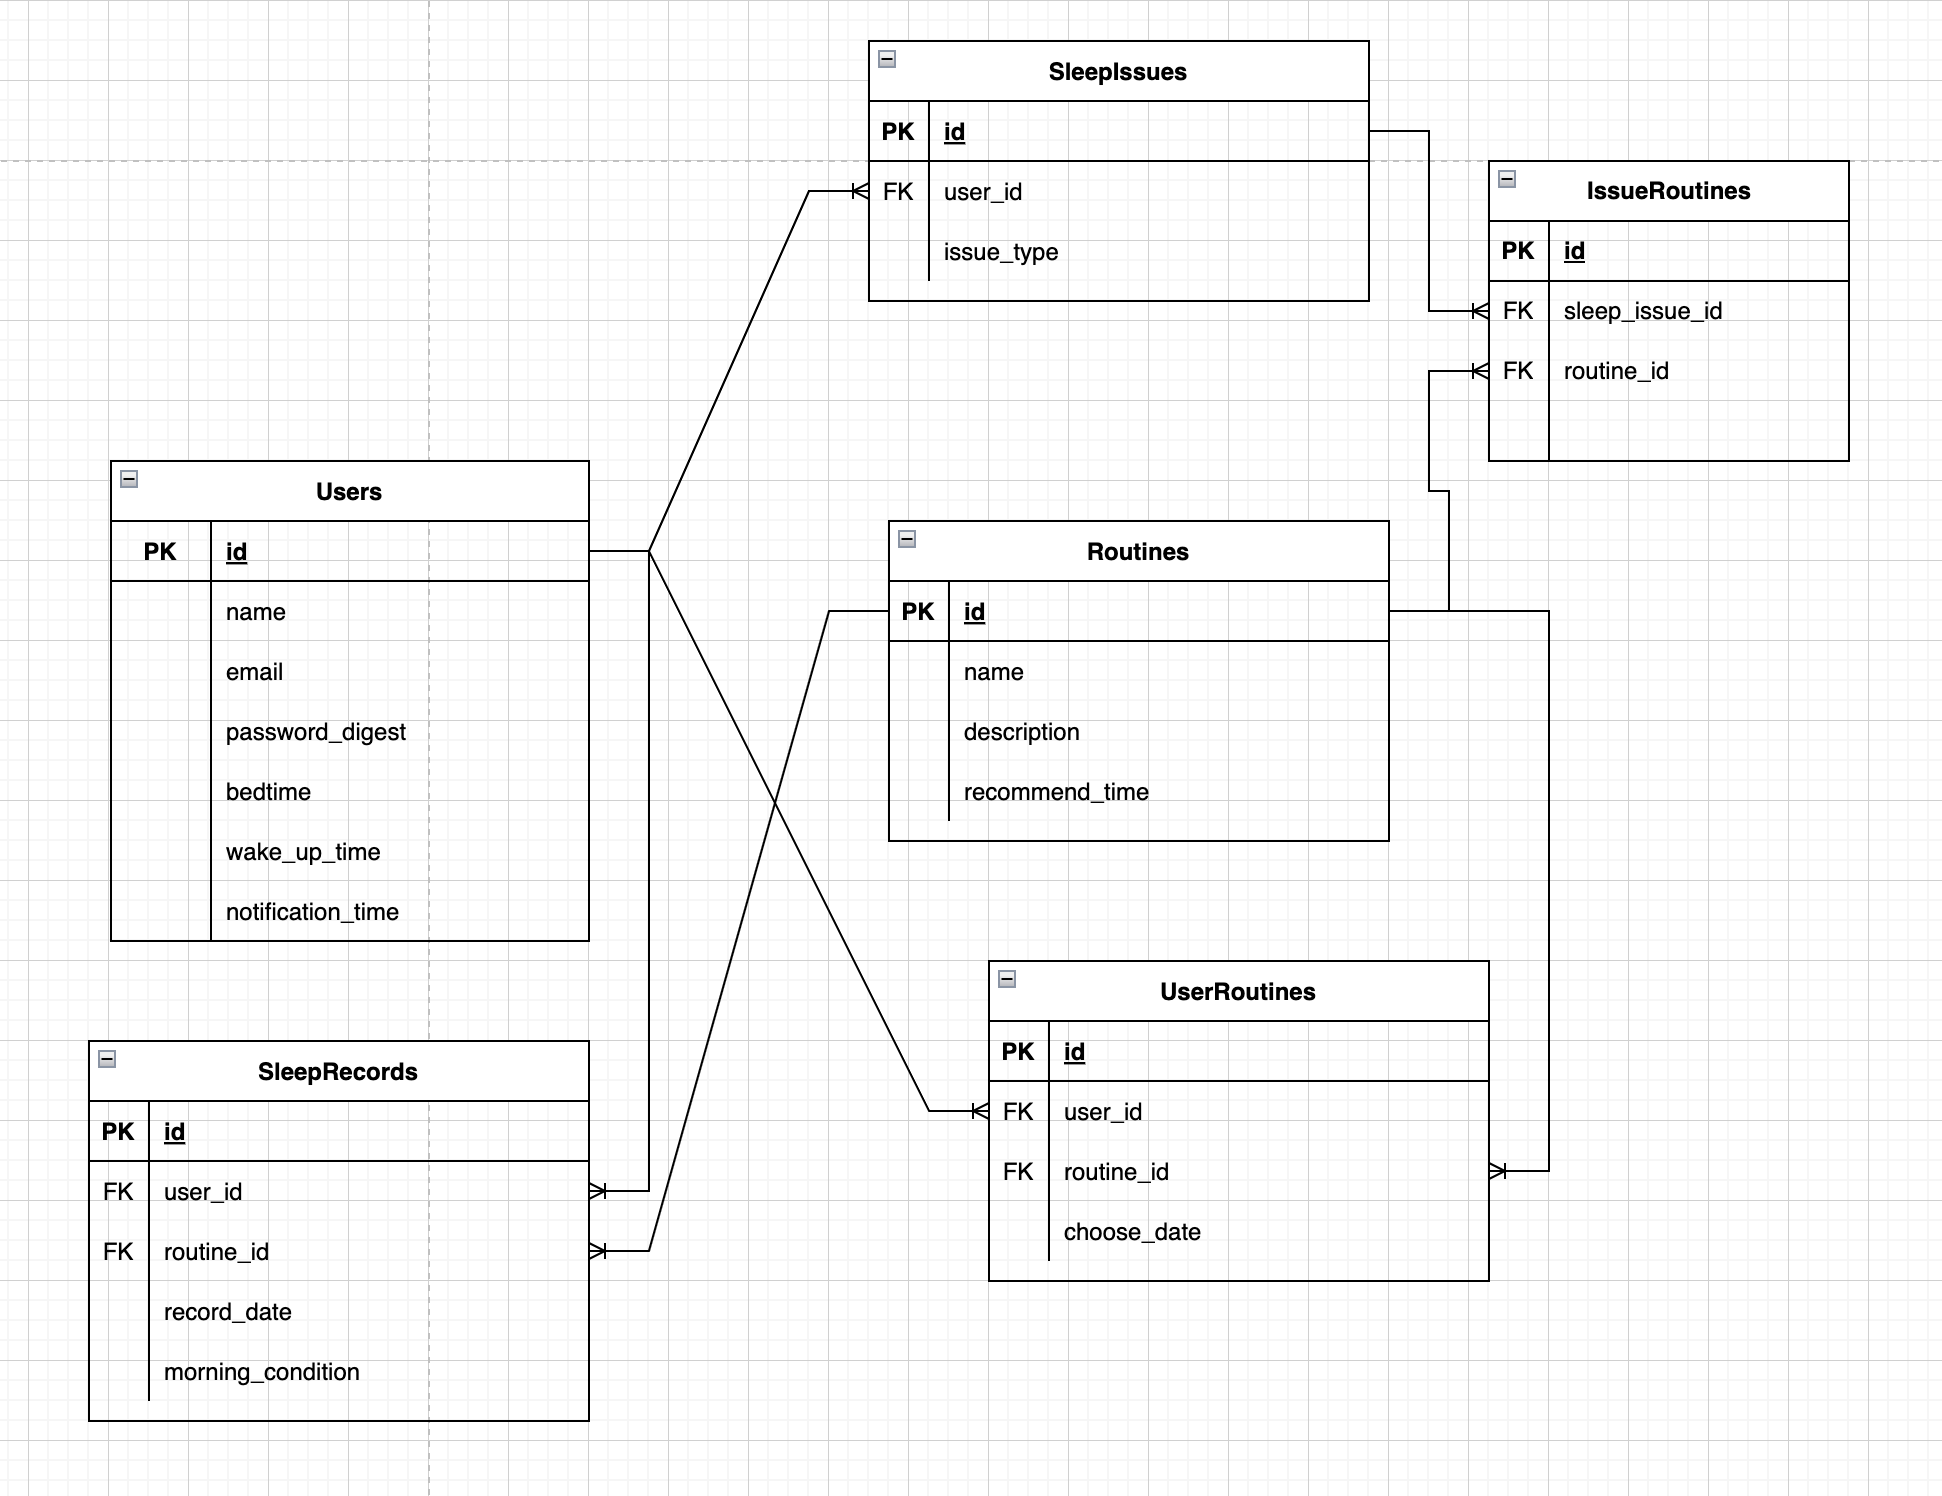 SleepIssues
PK id
FK user_id
issue_type
IssueRoutines
PK id
FK sleep_issue_id
FK routine_id
Users
PK id
name
email
password_digest
bedtime
wake_up_time
notification_time
Routines
PK id
name
description
recommend_time
UserRoutines
PK id
FK user_id
FK routine_id
choose_date
SleepRecords
PK id
FK user_id
FK routine_id
record_date
morning_condition